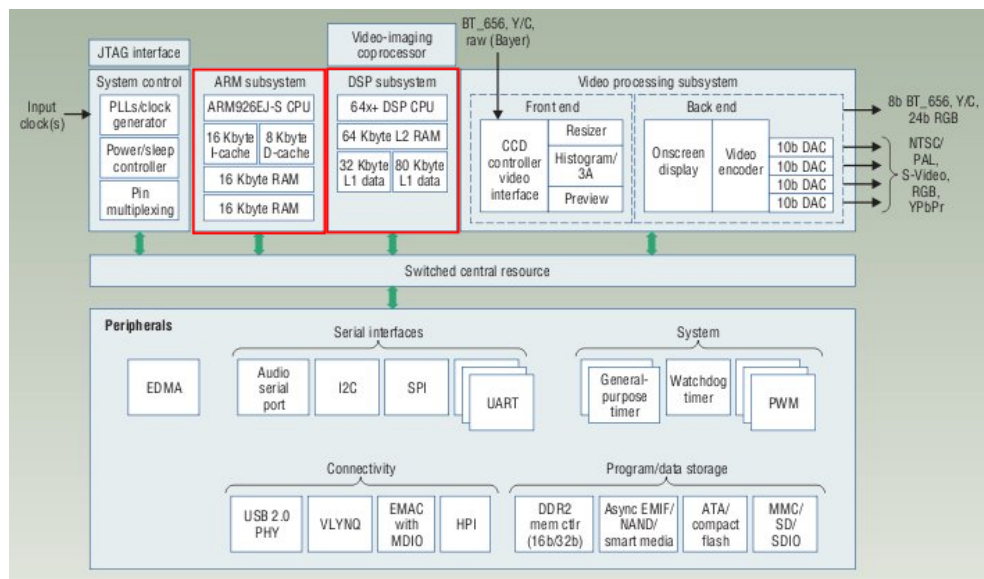 BT_656, Y/C,
raw (Bayer)
JTAG interface
Video-imaging
coprocessor
Input
clock(s)
System control
PLLs/clock
generator
Power/sleep
controller
Pin
multiplexing
ARM subsystem
ARM926EJ-S CPU
16 Kbyte
I-cache
8 Kbyte
D-cache
16 Kbyte RAM
16 Kbyte RAM
DSP subsystem
64x+ DSP CPU
64 Kbyte L2 RAM
32 Kbyte
L1 data
80 Kbyte
L1 data
Video processing subsystem
Front end
CCD
controller
video
interface
Resizer
Histogram/
3A
Preview
Back end
Onscreen
display
Video
encoder
10b DAC
10b DAC
10b DAC
10b DAC
8b BT_656, Y/C,
24b RGB
NTSC/
PAL,
S-Video,
RGB,
YPbPr
Switched central resource
Peripherals
EDMA
Serial interfaces
Audio
serial
port
I2C
SPI
UART
System
General-
purpose
timer
Watchdog
timer
PWM
Connectivity
USB 2.0
PHY
VLYNQ
EMAC
with
MDIO
HPI
Program/data storage
DDR2
mem ctlr
(16b/32b)
Async EMIF/
NAND/
smart media
ATA/
compact
flash
MMC/
SD/
SDIO